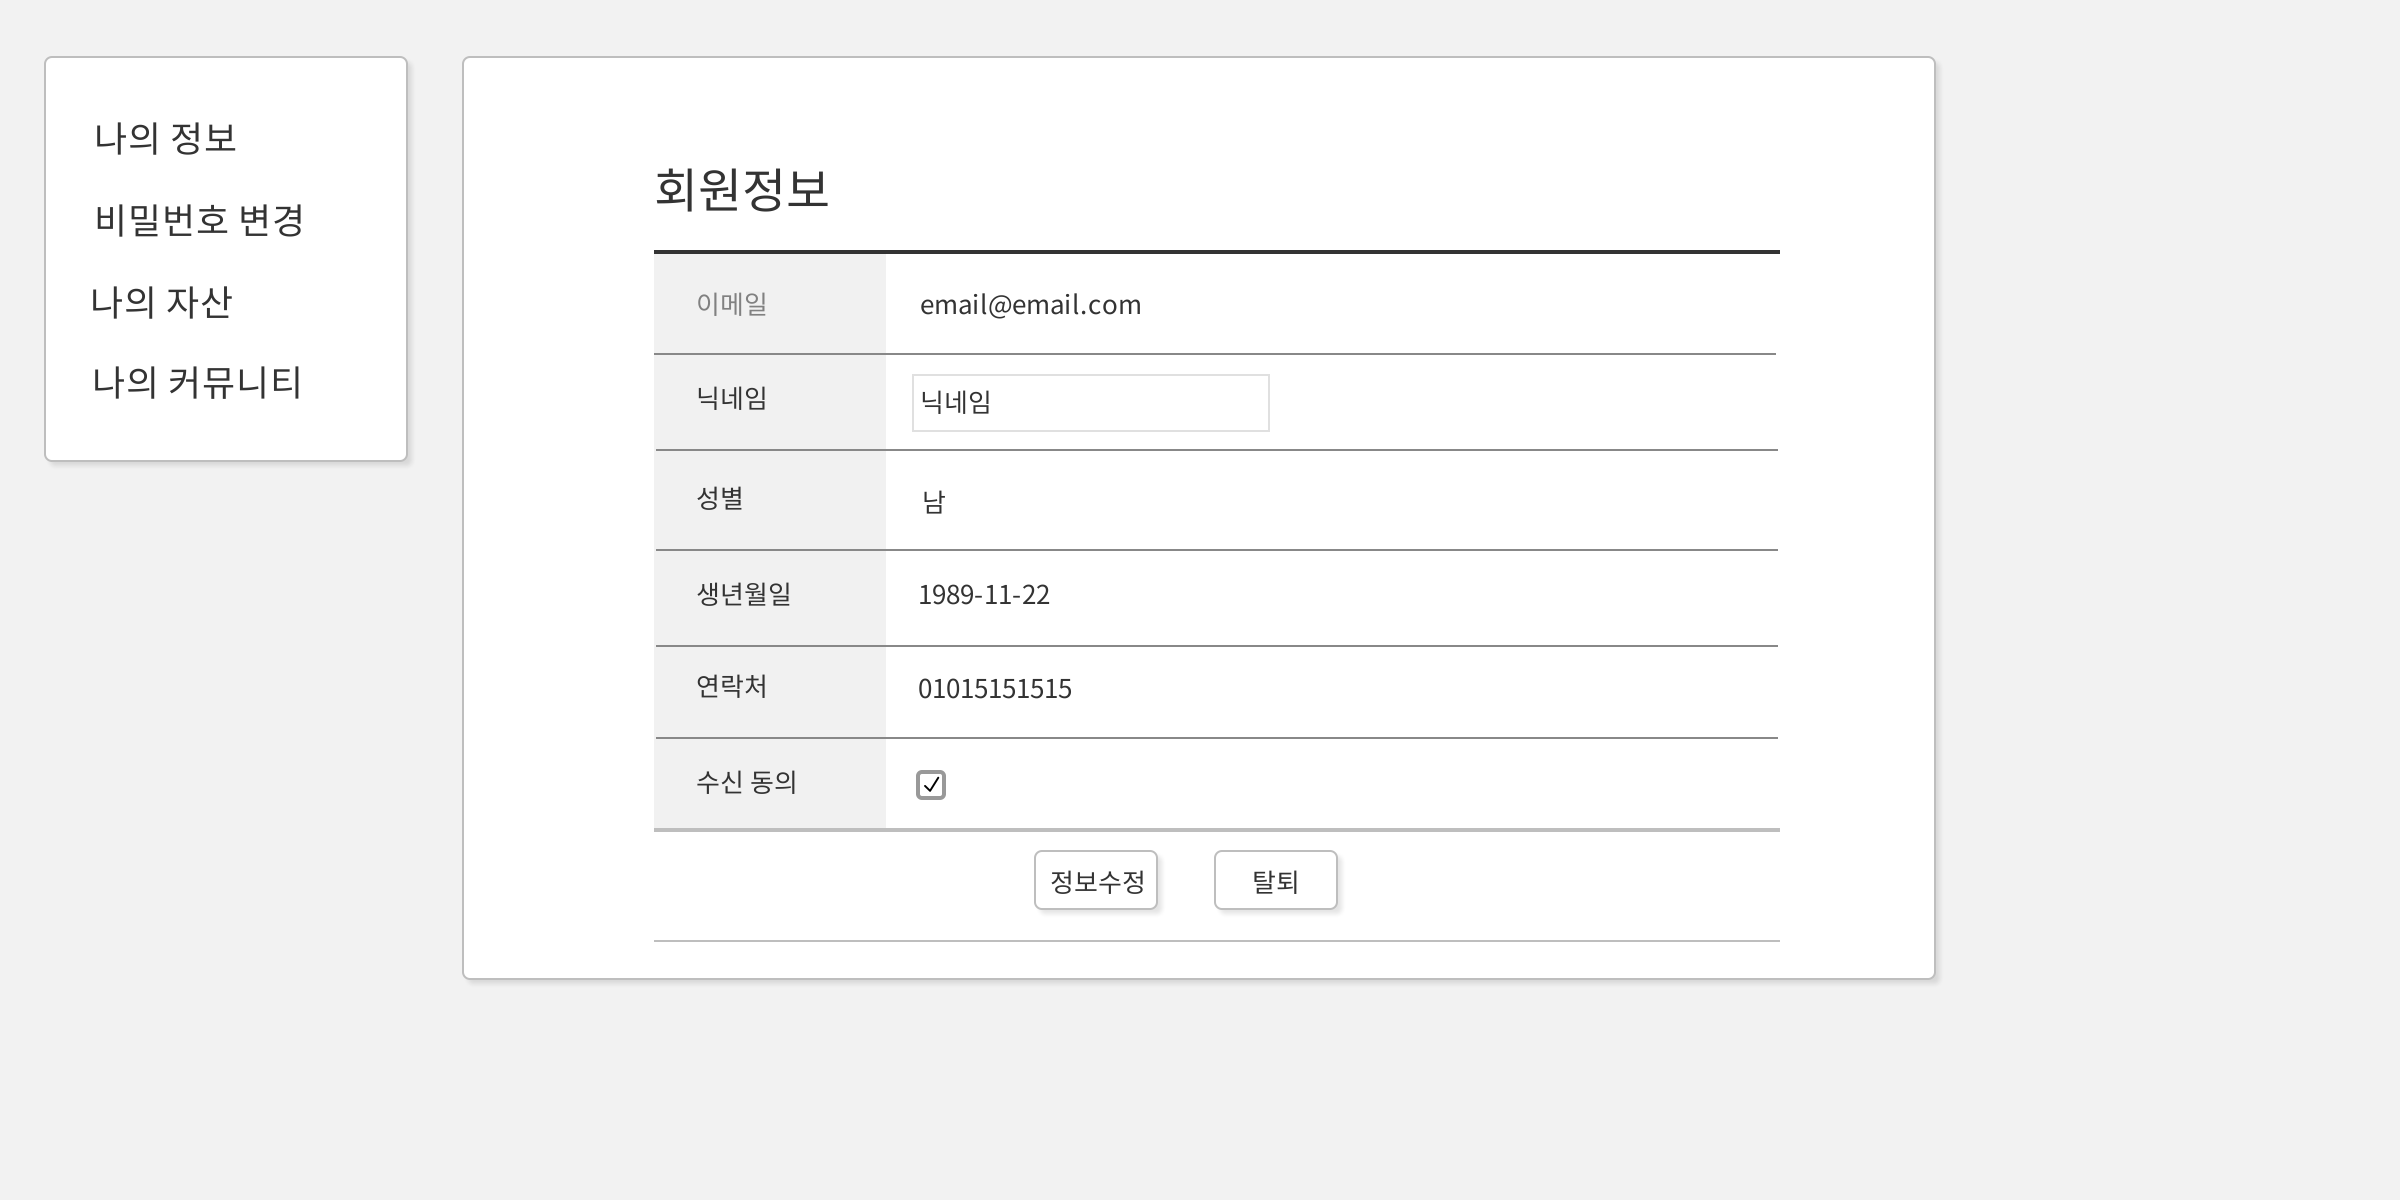 나의 정보
비밀번호 변경
나의 자산
나의 커뮤니티
회원정보
이메일 email@email.com
닉네임 닉네임
성별 남
생년월일 1989-11-22
연락처 01015151515
수신 동의
정보수정 탈퇴